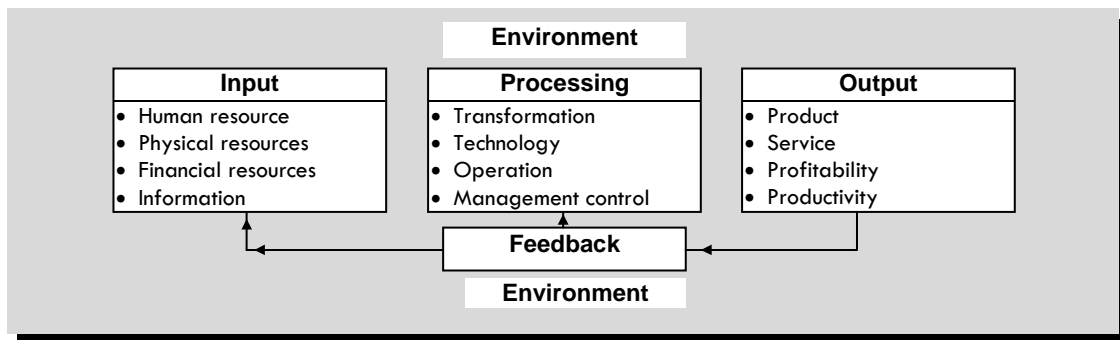 Environment
Input
• Human resource
• Physical resources
• Financial resources
• Information
Processing
• Transformation
• Technology
• Operation
• Management control
Output
• Product
• Service
• Profitability
• Productivity
Feedback
Environment